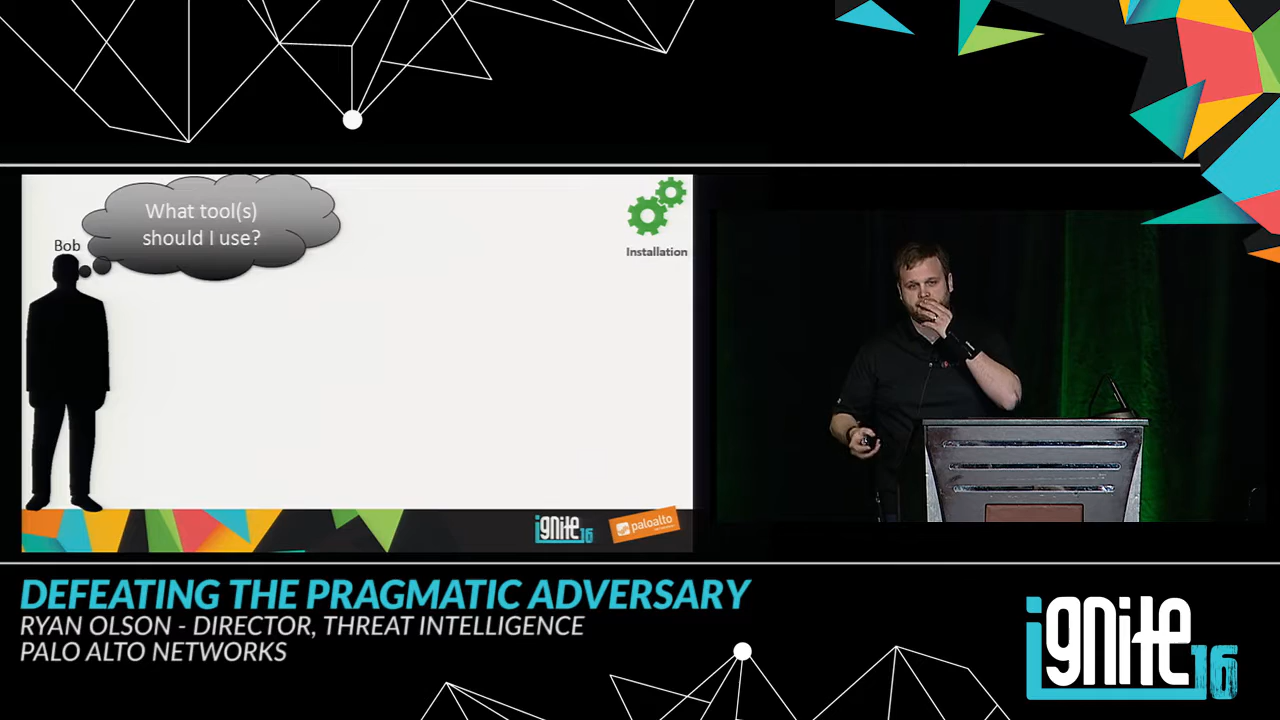 What tool(s)
should I use?
Bob
Installation
ignite16
paloalto
DEFEATING THE PRAGMATIC ADVERSARY
RYAN OLSON - DIRECTOR, THREAT INTELLIGENCE
PALO ALTO NETWORKS
ignite16